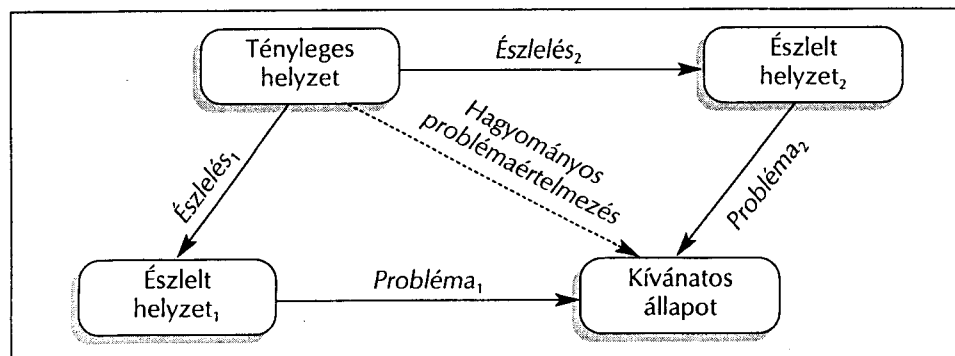 Tényleges
helyzet
Észlelés₂
Észlelt
helyzet₂
Hagyományos
problémaértelmezés
Észlelés₁
Probléma₂
Észlelt
helyzet₁
Probléma₁
Kívánatos
állapot